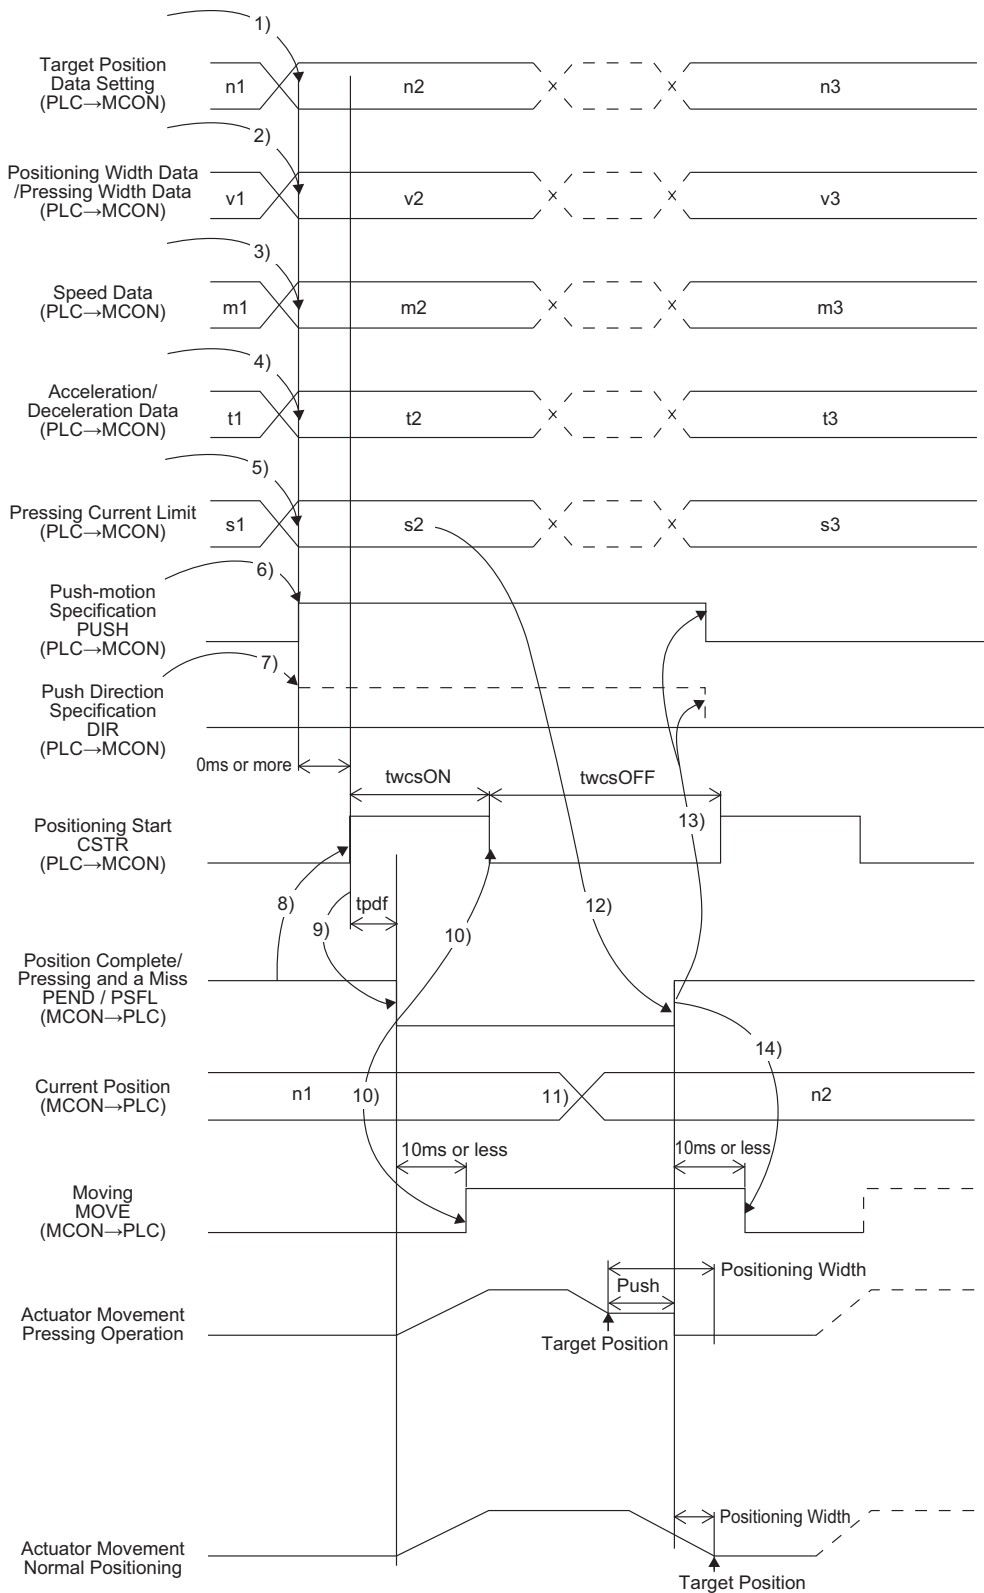 1)
Target Position
Data Setting
(PLC→MCON)
n1
n2
n3
2)
Positioning Width Data
/Pressing Width Data
(PLC→MCON)
v1
v2
v3
3)
Speed Data
(PLC→MCON)
m1
m2
m3
4)
Acceleration/
Deceleration Data
(PLC→MCON)
t1
t2
t3
5)
Pressing Current Limit
(PLC→MCON)
s1
s2
s3
6)
Push-motion
Specification
PUSH
(PLC→MCON)
7)
Push Direction
Specification
DIR
(PLC→MCON)
0ms or more
twcsON
twcsOFF
Positioning Start
CSTR
(PLC→MCON)
13)
8)
9)
tpdf
10)
12)
Position Complete/
Pressing and a Miss
PEND / PSFL
(MCON→PLC)
14)
Current Position
(MCON→PLC)
n1
10)
11)
n2
10ms or less
10ms or less
Moving
MOVE
(MCON→PLC)
Positioning Width
Push
Actuator Movement
Pressing Operation
Target Position
Positioning Width
Actuator Movement
Normal Positioning
Target Position